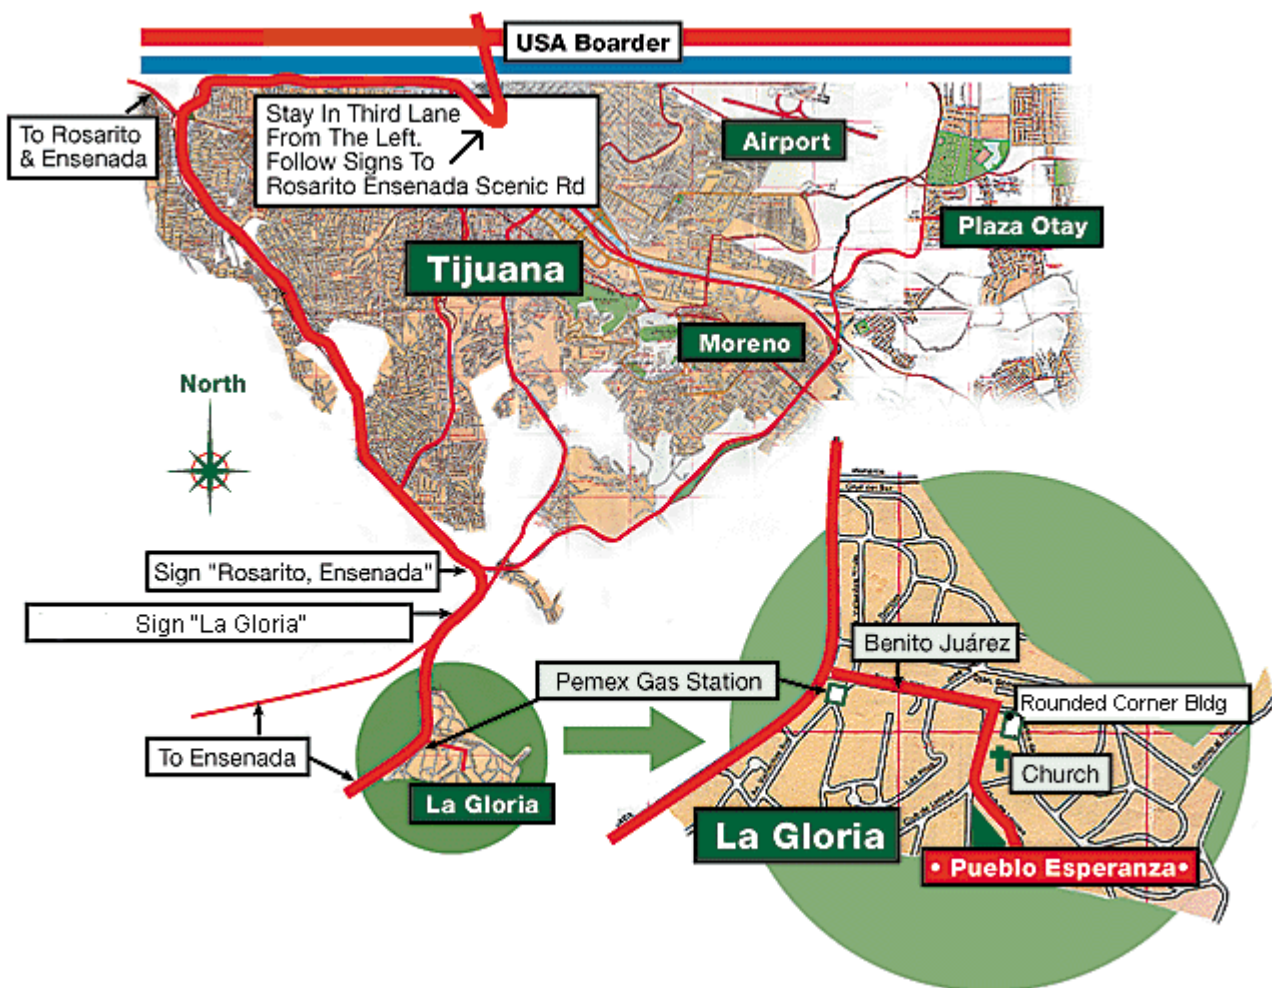 USA Boarder
Stay In Third Lane
From The Left.
Follow Signs To
Rosarito Ensenada Scenic Rd
To Rosarito
& Ensenada
Airport
Plaza Otay
Tijuana
Moreno
North
Sign "Rosarito, Ensenada"
Sign "La Gloria"
Benito Juárez
Pemex Gas Station
Rounded Corner Bldg
To Ensenada
Church
La Gloria
La Gloria
• Pueblo Esperanza•